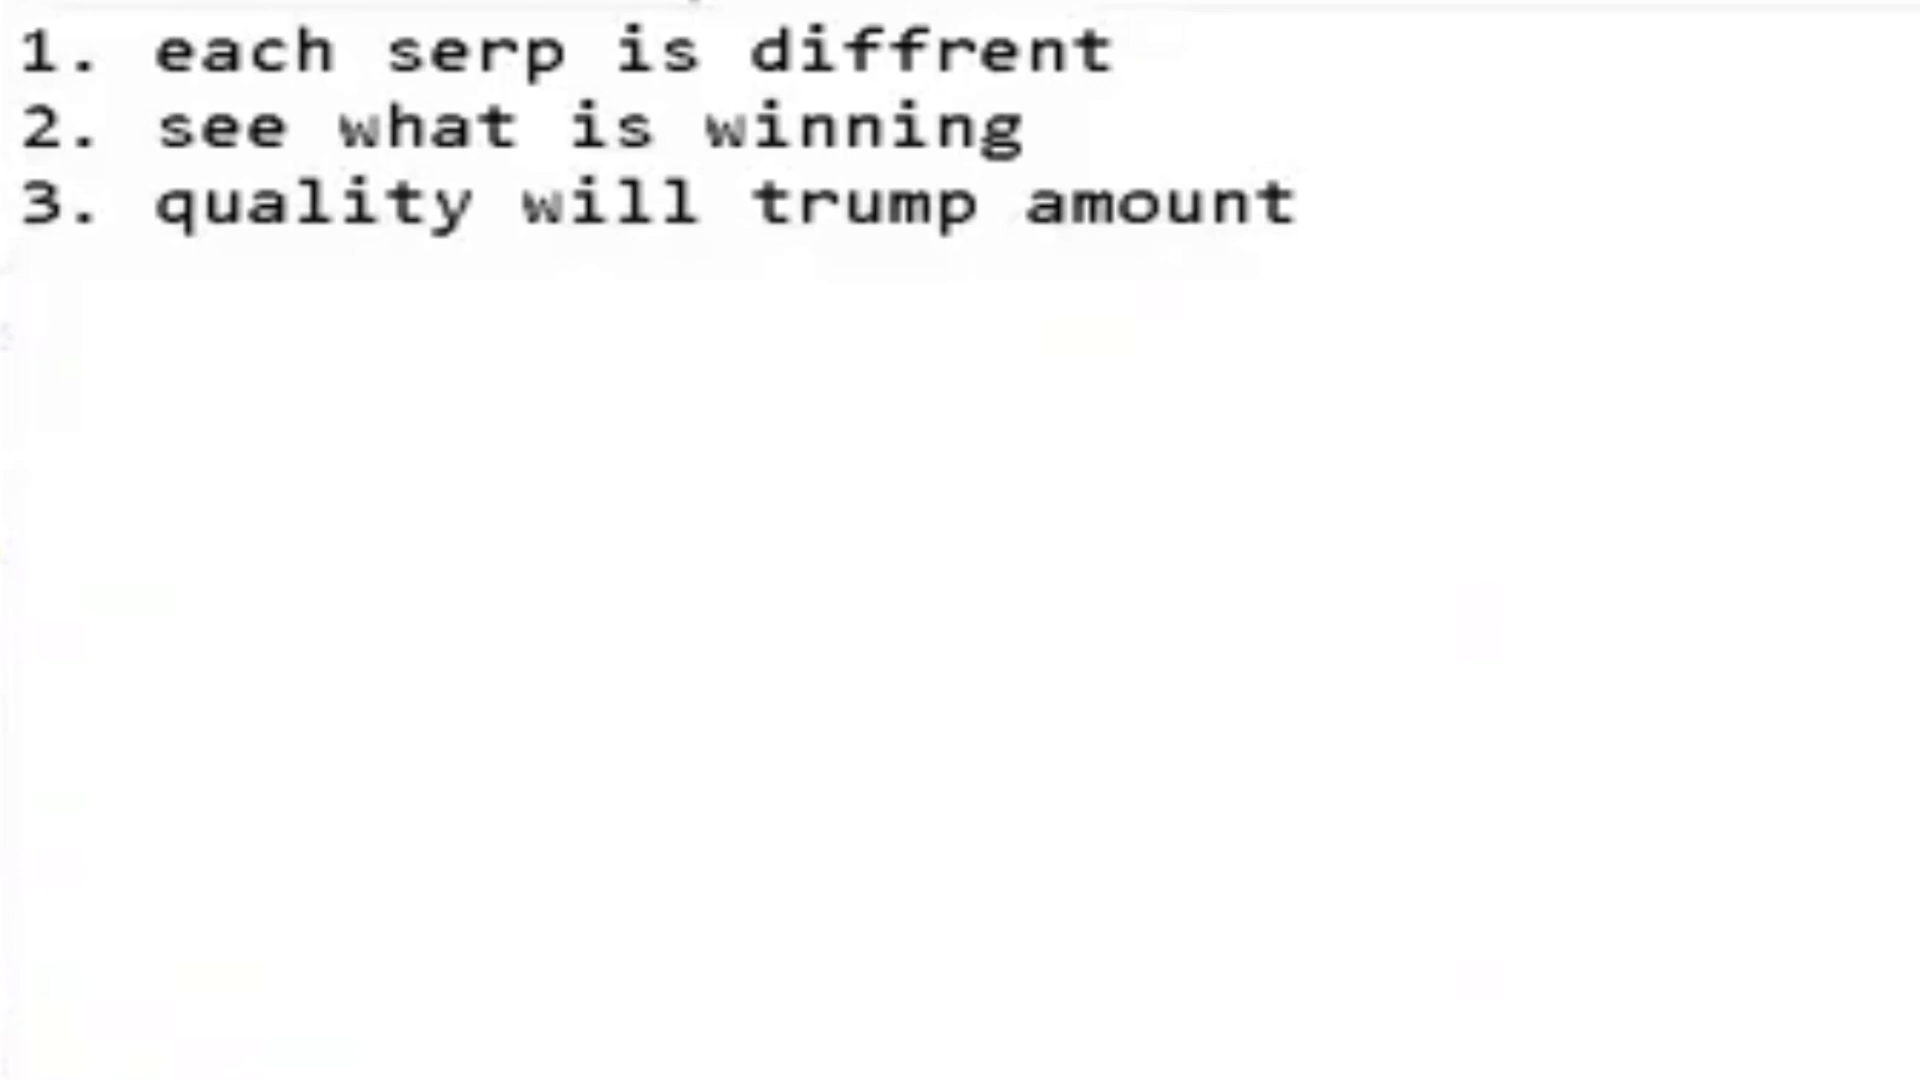 1. each serp is diffrent
2. see what is winning
3. quality will trump amount